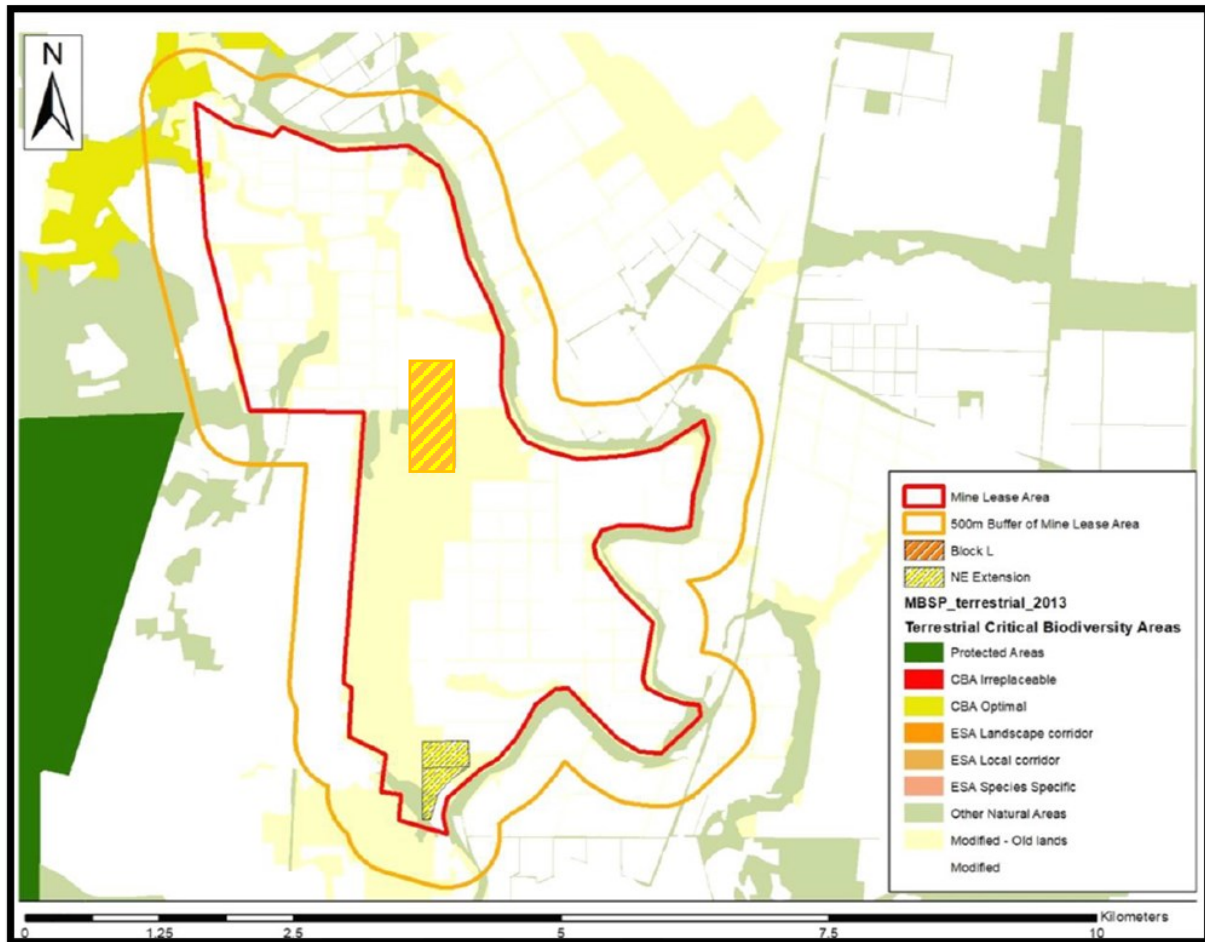 N
Mine Lease Area
500m Buffer of Mine Lease Area
Block L
NE Extension
MBSP_terrestrial_2013
Terrestrial Critical Biodiversity Areas
Protected Areas
CBA Irreplaceable
CBA Optimal
ESA Landscape corridor
ESA Local corridor
ESA Species Specific
Other Natural Areas
Modified - Old lands
Modified
Kilometers
0 1.25 2.5 5 7.5 10